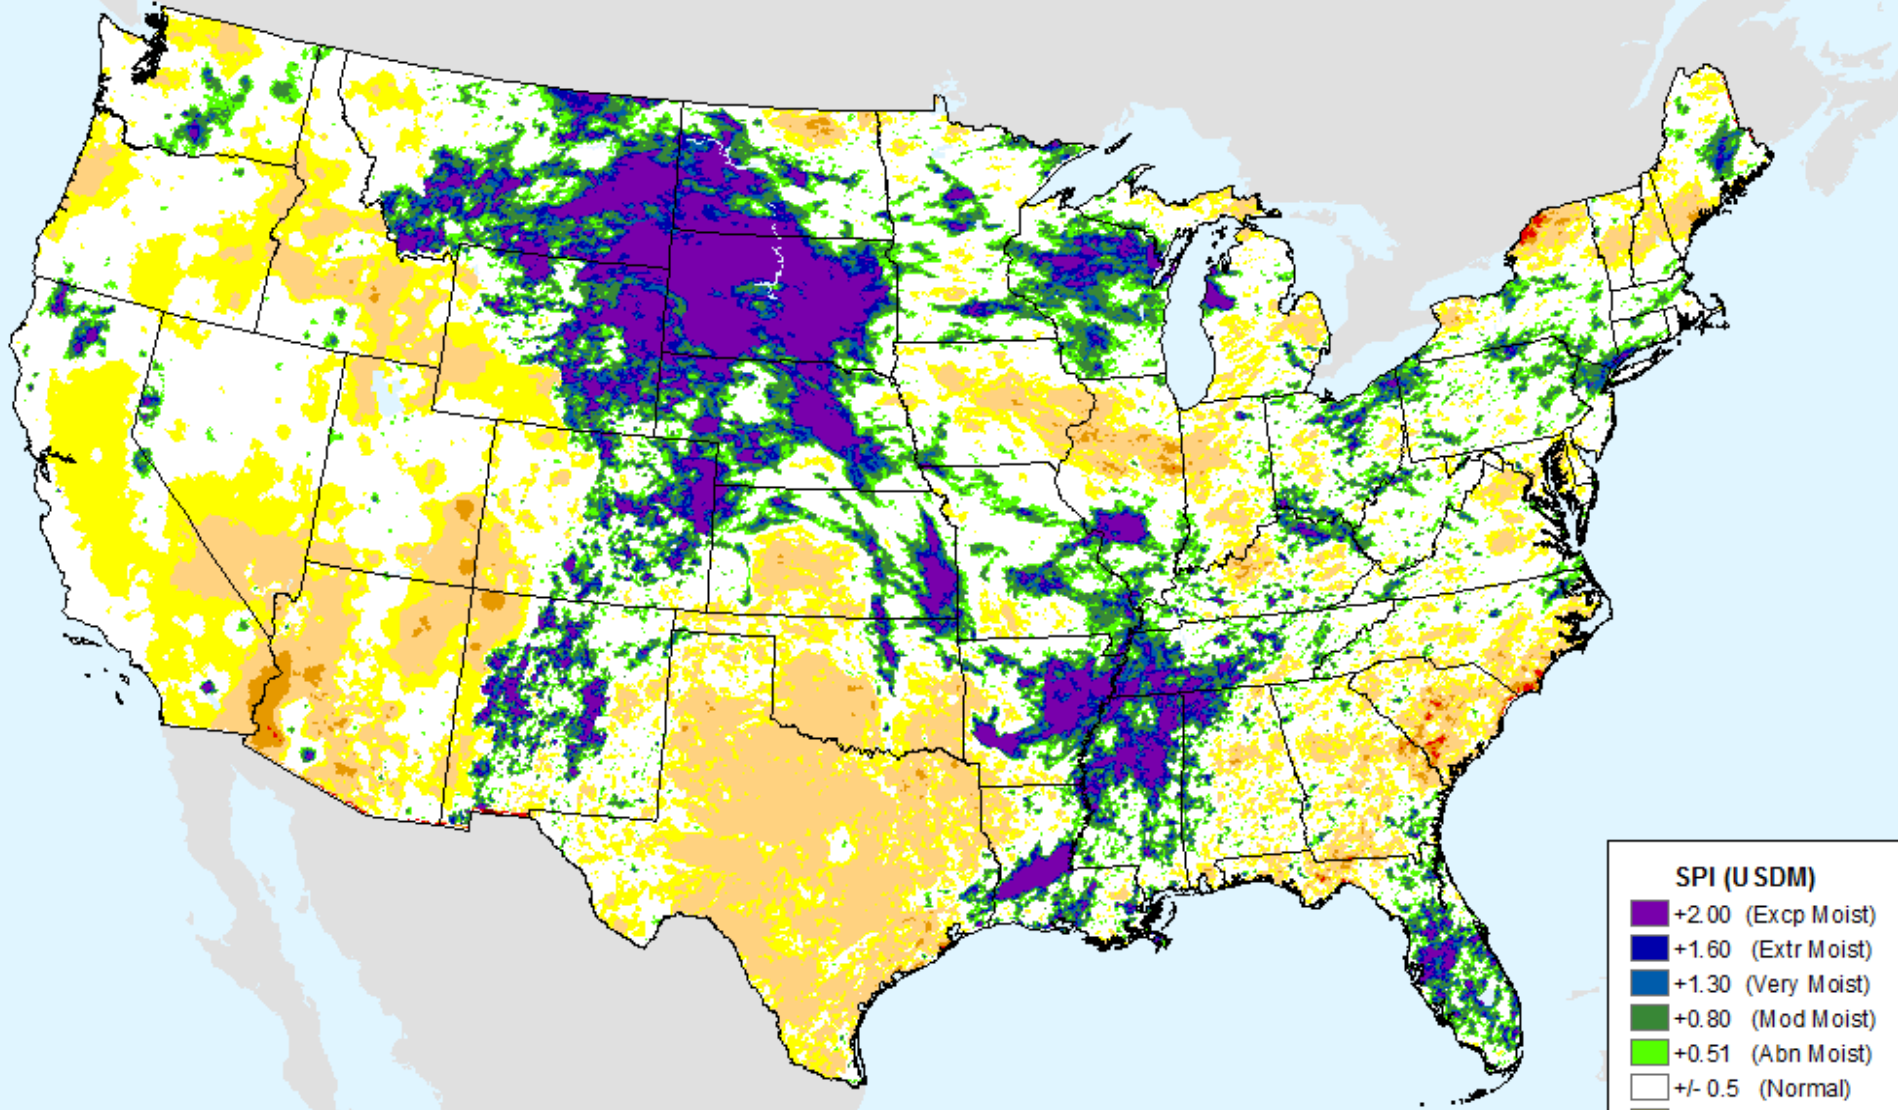 SPI (USDM)
+2.00 (Excp Moist)
+1.60 (Extr Moist)
+1.30 (Very Moist)
+0.80 (Mod Moist)
+0.51 (Abn Moist)
+/- 0.5 (Normal)